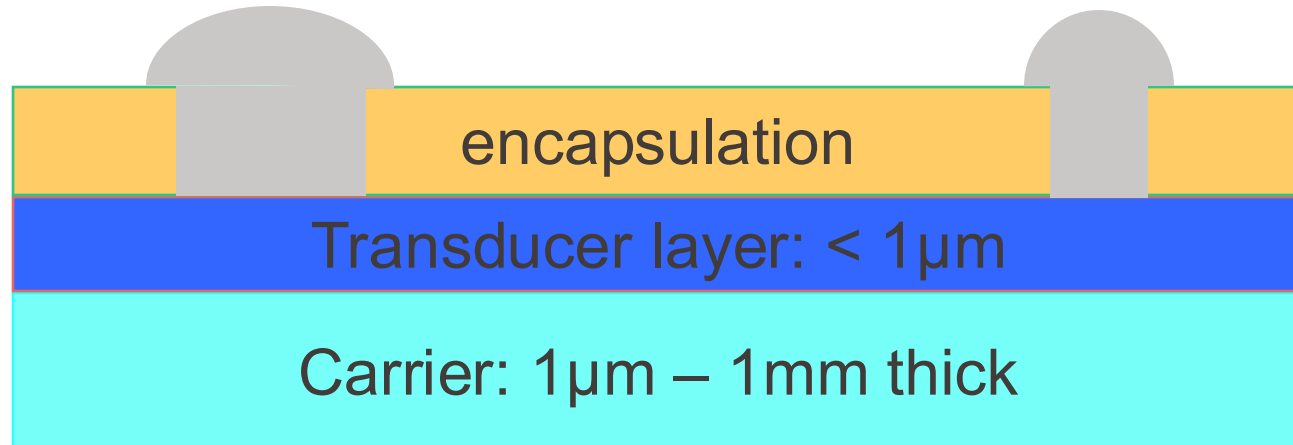 encapsulation
Transducer layer: < 1μm
Carrier: 1μm – 1mm thick